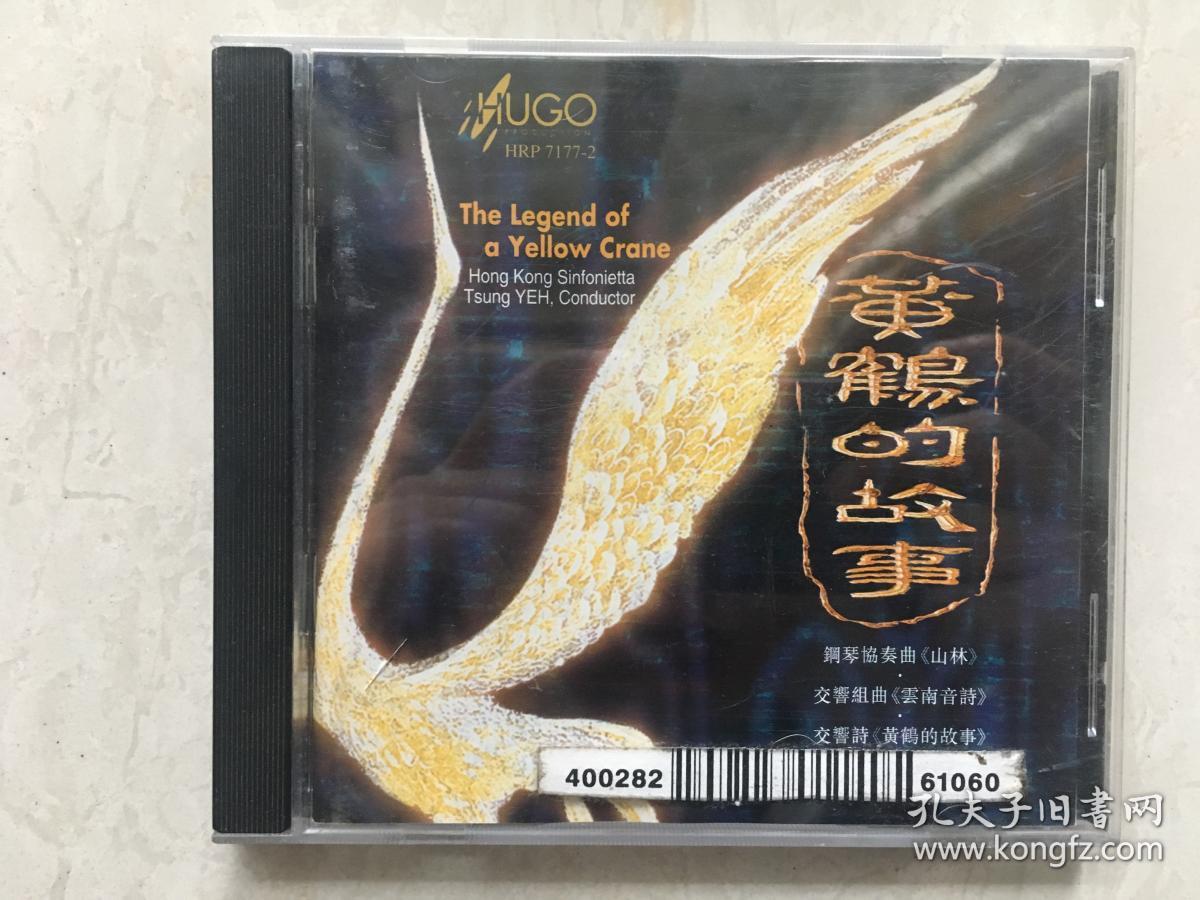 HUGO
PRODUCTION
HRP 7177-2
The Legend of
a Yellow Crane
Hong Kong Sinfonietta
Tsung YEH, Conductor
黃鶴的故事
鋼琴協奏曲《山林》
·
交響組曲《雲南音詩》
·
交響詩《黃鶴的故事》
400282 61060
孔夫子旧书网
www.kongfz.com